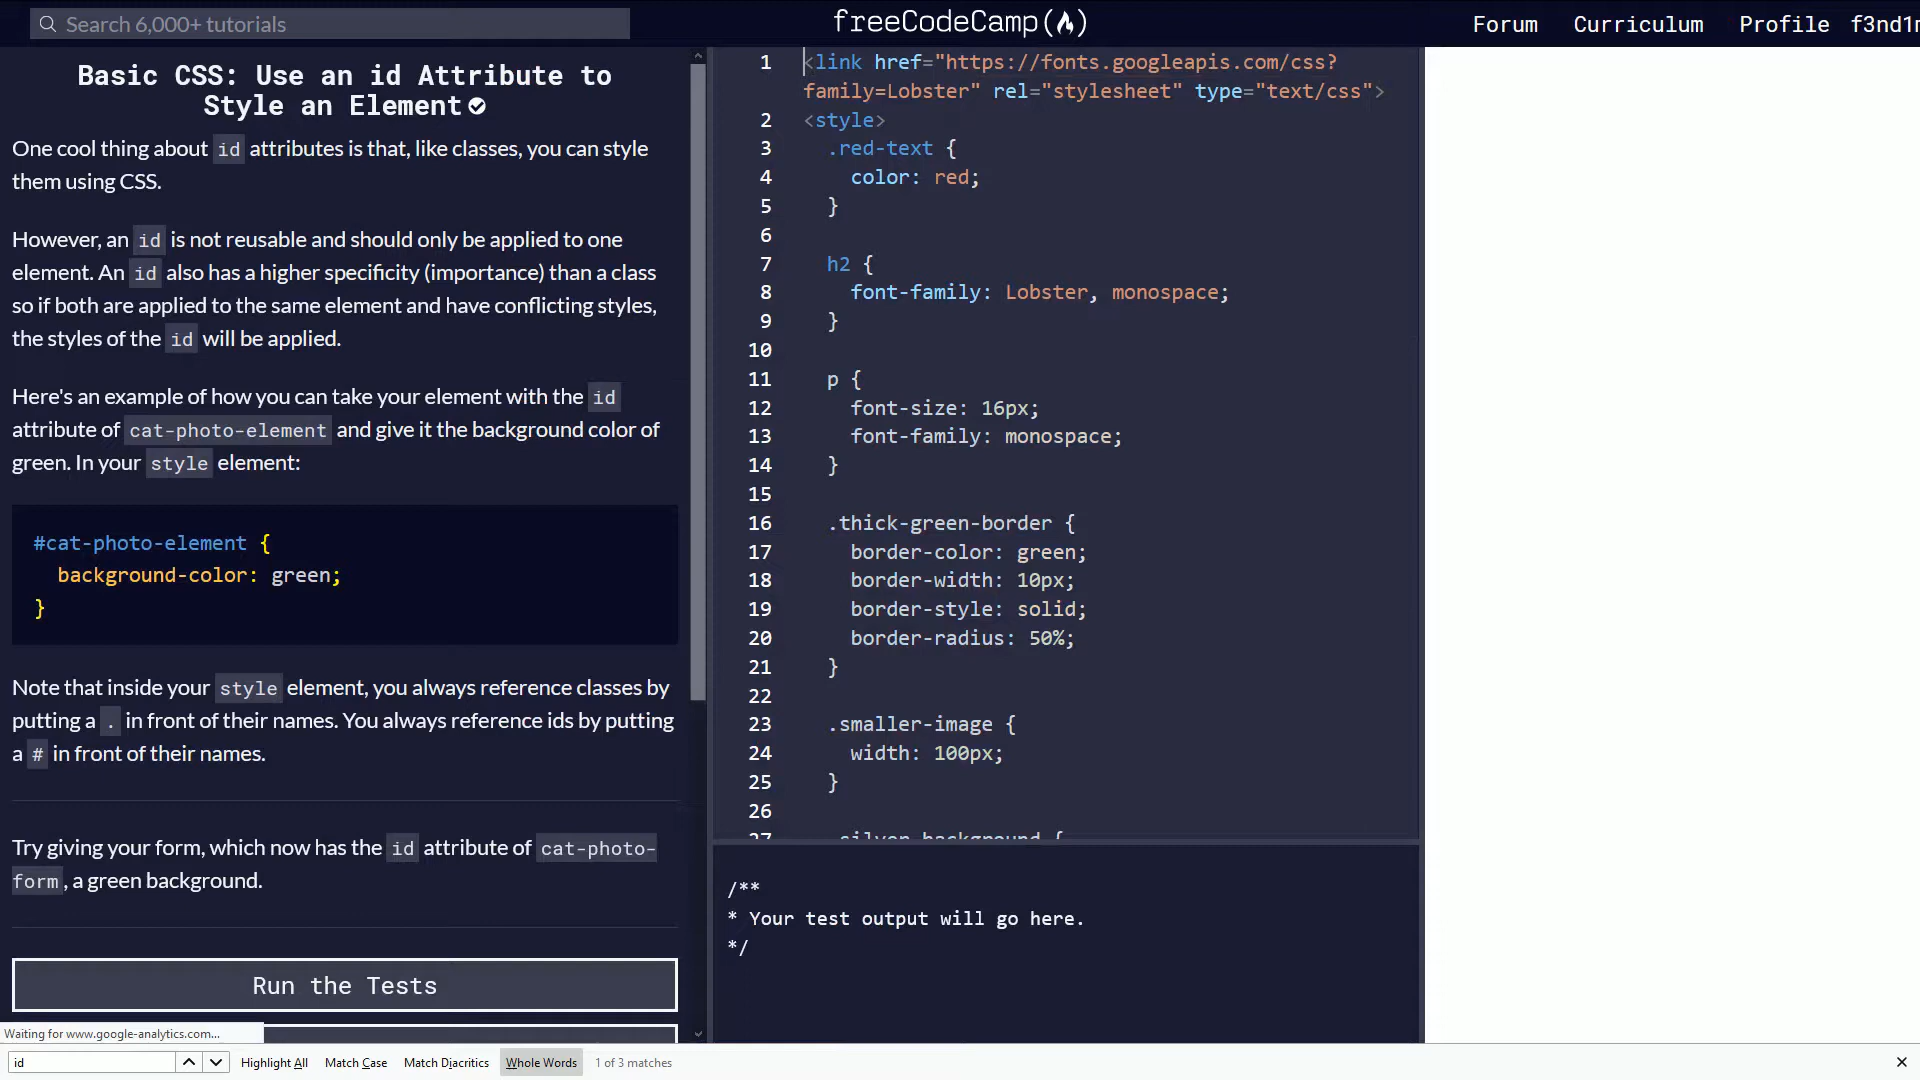 Search 6,000+ tutorials
freeCodeCamp
Forum Curriculum Profile f3nd1m
Basic CSS: Use an id Attribute to
Style an Element
One cool thing about id attributes is that, like classes, you can style
them using CSS.
However, an id is not reusable and should only be applied to one
element. An id also has a higher specificity (importance) than a class
so if both are applied to the same element and have conflicting styles,
the styles of the id will be applied.
Here's an example of how you can take your element with the id
attribute of cat-photo-element and give it the background color of
green. In your style element:
#cat-photo-element {
background-color: green;
}
Note that inside your style element, you always reference classes by
putting a . in front of their names. You always reference ids by putting
a # in front of their names.
Try giving your form, which now has the id attribute of cat-photo-
form, a green background.
Run the Tests
1 <link href="https://fonts.googleapis.com/css?
family=Lobster" rel="stylesheet" type="text/css">
2 <style>
3 .red-text {
4 color: red;
5 }
6
7 h2 {
8 font-family: Lobster, monospace;
9 }
10
11 p {
12 font-size: 16px;
13 font-family: monospace;
14 }
15
16 .thick-green-border {
17 border-color: green;
18 border-width: 10px;
19 border-style: solid;
20 border-radius: 50%;
21 }
22
23 .smaller-image {
24 width: 100px;
25 }
26
27 .silver-background {
/**
* Your test output will go here.
*/
Waiting for www.google-analytics.com...
id Highlight All Match Case Match Diacritics Whole Words 1 of 3 matches